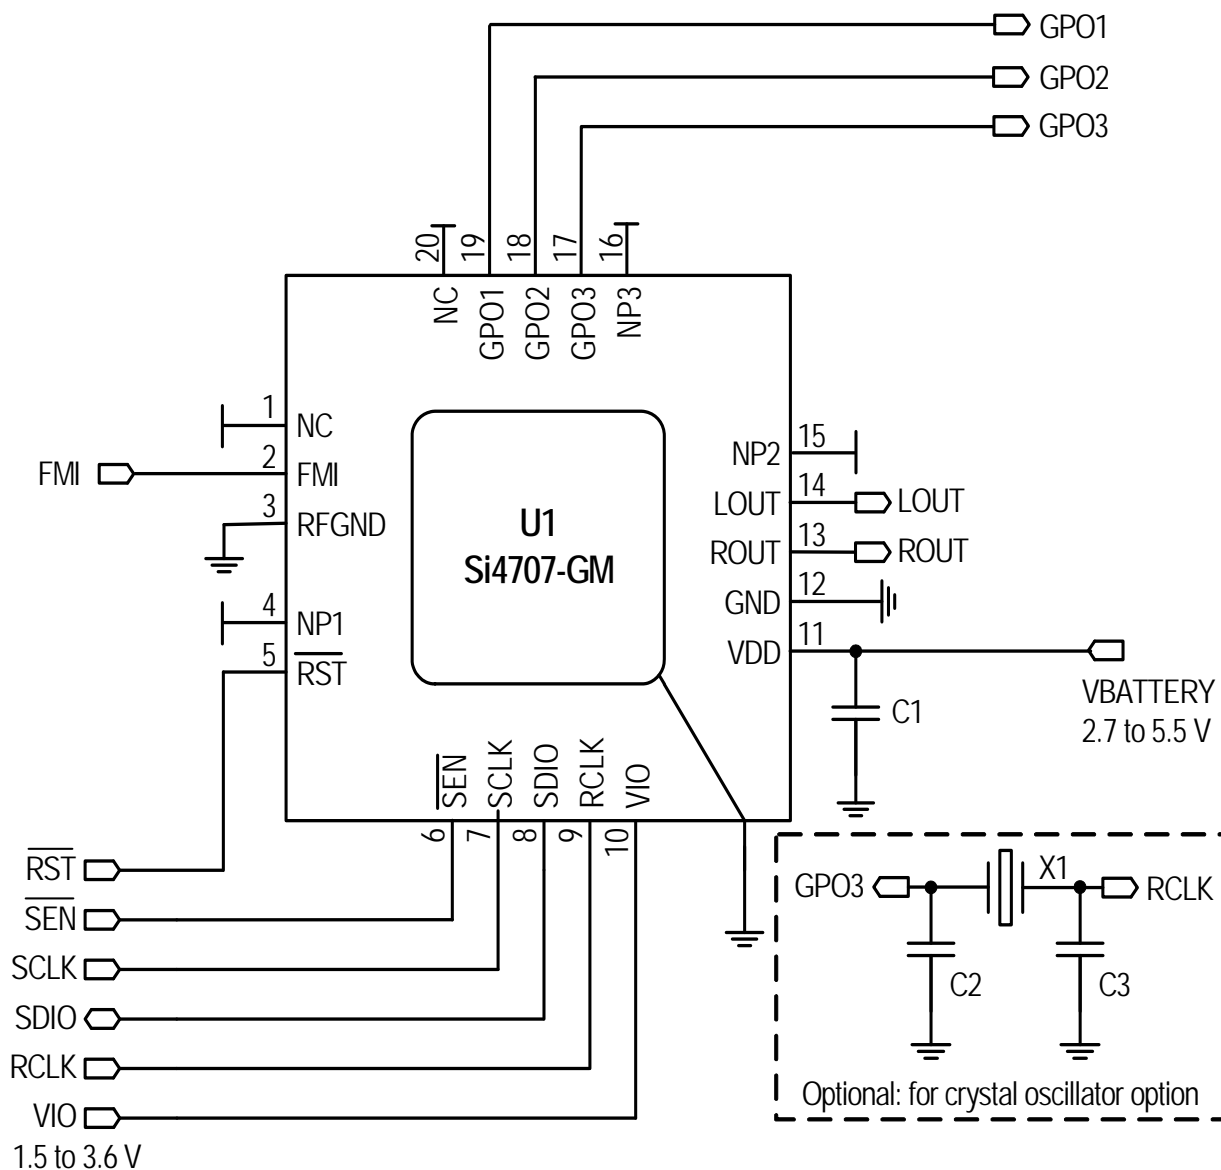 GPO1
GPO2
GPO3
20
19
18
17
16
NC
GPO1
GPO2
GPO3
NP3
1
NC
FMI
2
FMI
3
RFGND
4
NP1
5
RST
U1
Si4707-GM
NP2
15
LOUT
14
LOUT
ROUT
13
ROUT
GND
12
VDD
11
VBATTERY
2.7 to 5.5 V
C1
SEN
SCLK
SDIO
RCLK
VIO
6
7
8
9
10
RST
SEN
SCLK
SDIO
RCLK
VIO
1.5 to 3.6 V
GPO3
X1
RCLK
C2
C3
Optional: for crystal oscillator option